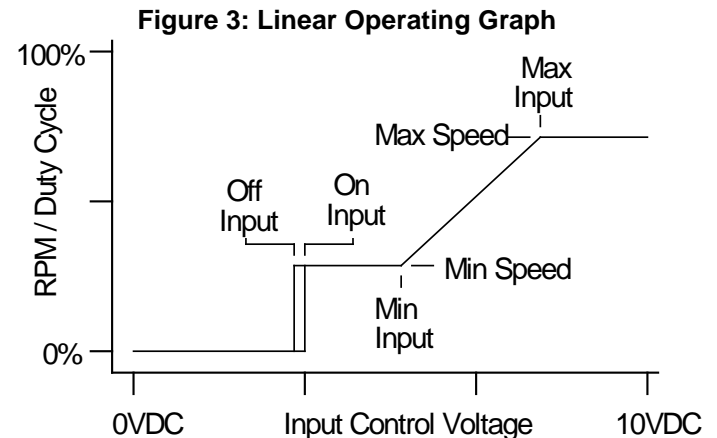 Figure 3: Linear Operating Graph
100%
RPM / Duty Cycle
0%
Max
Input
Max Speed
Off
Input
On
Input
Min Speed
Min
Input
0VDC
Input Control Voltage
10VDC